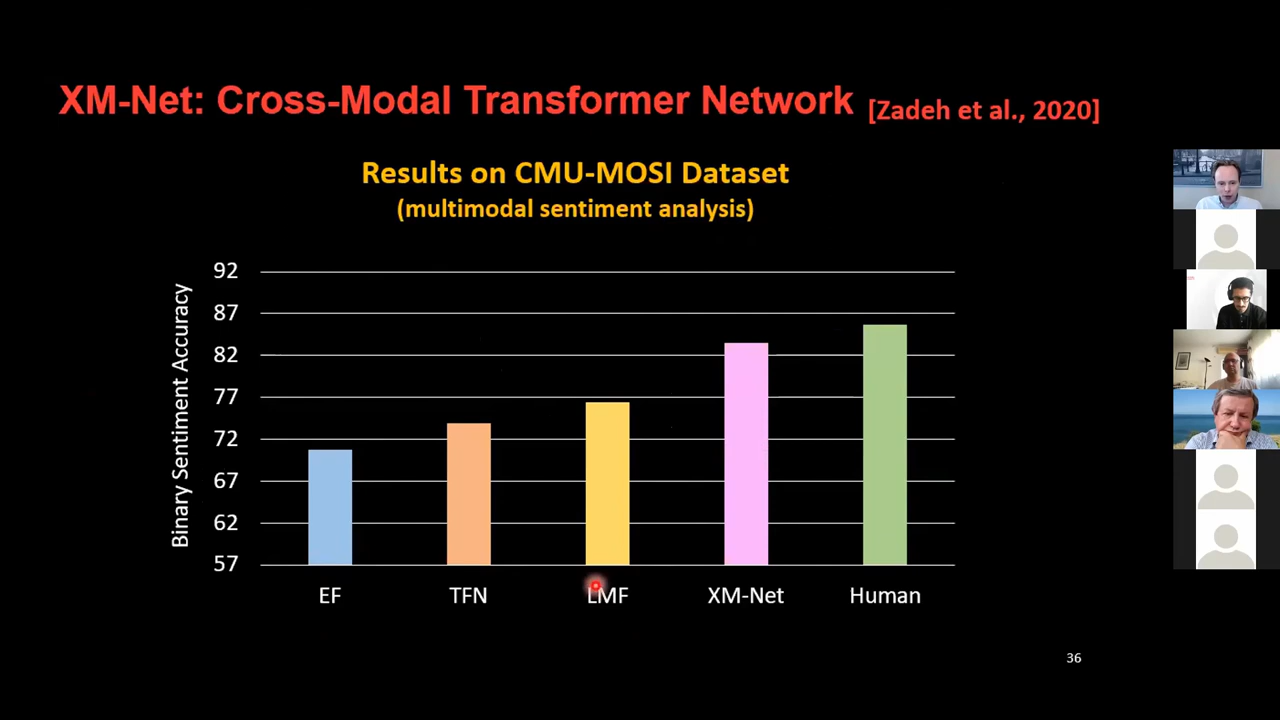 XM-Net: Cross-Modal Transformer Network [Zadeh et al., 2020]
Results on CMU-MOSI Dataset
(multimodal sentiment analysis)
Binary Sentiment Accuracy
92
87
82
77
72
67
62
57
EF TFN LMF XM-Net Human
36